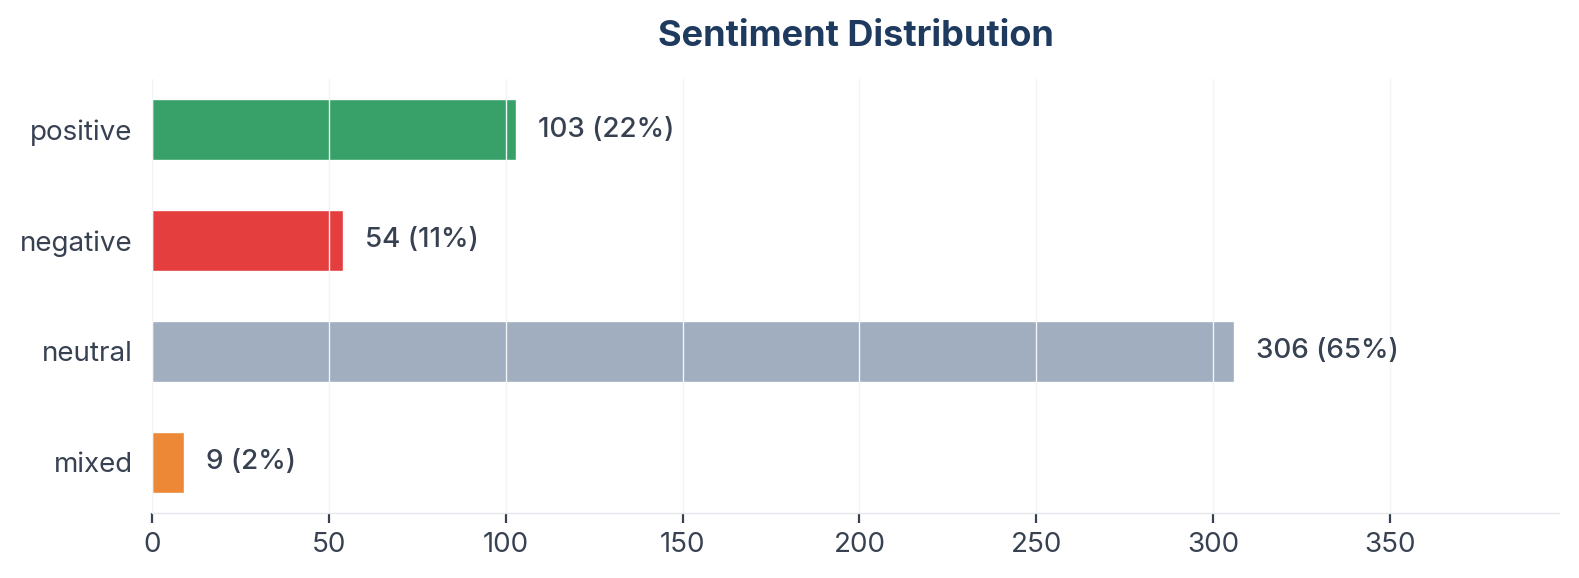 Sentiment Distribution
positive
103 (22%)
negative
54 (11%)
neutral
306 (65%)
mixed
9 (2%)
0 50 100 150 200 250 300 350